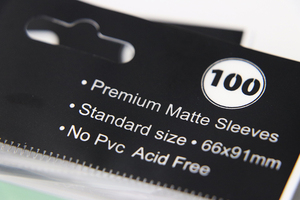 100
• Premium Matte Sleeves
• Standard size • 66x91mm
• No Pvc Acid Free